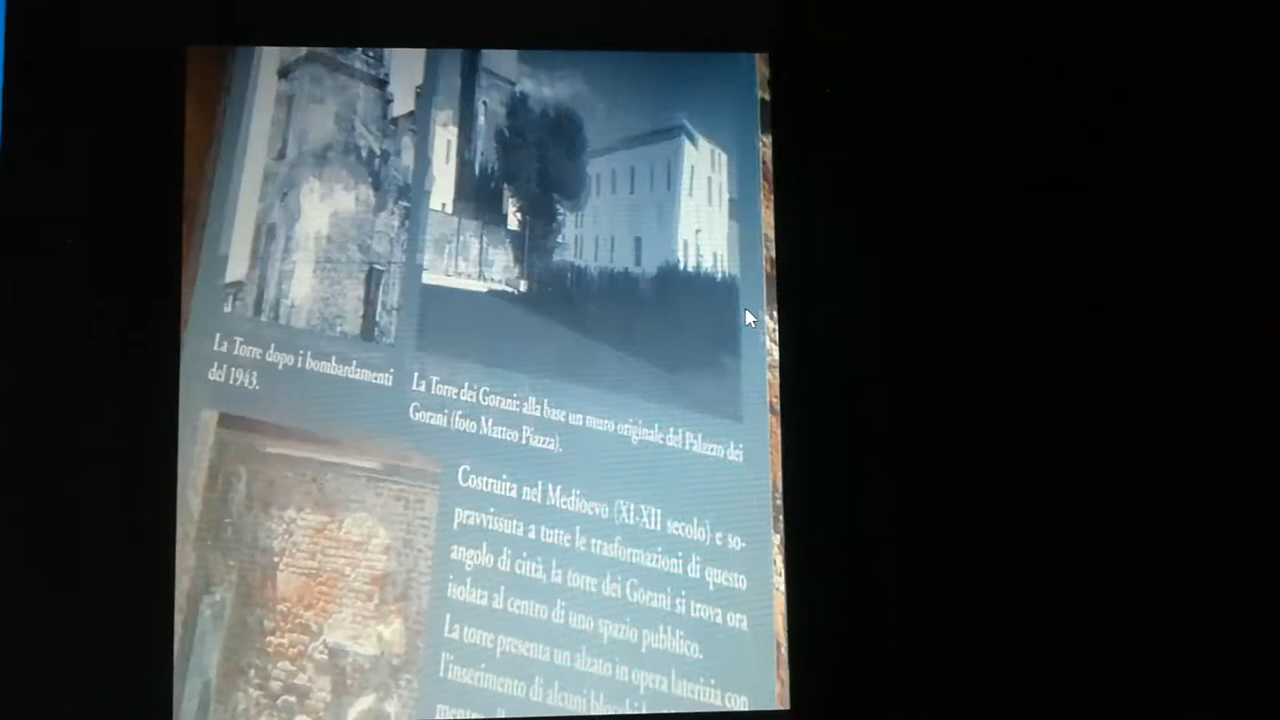 La Torre dopo i bombardamenti
del 1943.
La Torre dei Gorani: alla base un muro originale del Palazzo dei
Gorani (foto Matteo Piazza).
Costruita nel Medioevo (XI-XII secolo) e so-
pravvissuta a tutte le trasformazioni di questo
angolo di città, la torre dei Gorani si trova ora
isolata al centro di uno spazio pubblico.
La torre presenta un alzato in opera laterizia con
l'inserimento di alcuni